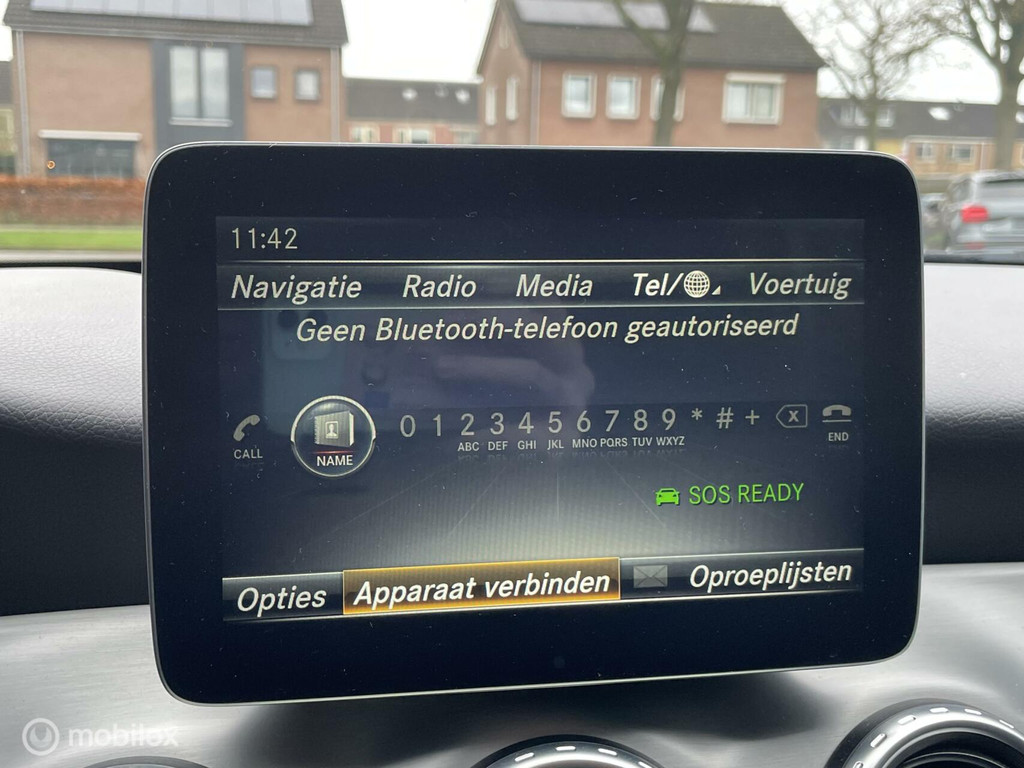 11:42
Navigatie Radio Media Tel/ Voertuig
Geen Bluetooth-telefoon geautoriseerd
0 1 2 3 4 5 6 7 8 9 * # + X
ABC DEF GHI JKL MNO PQRS TUV WXYZ
CALL NAME END
SOS READY
Opties Apparaat verbinden Oproeplijsten
mobilox